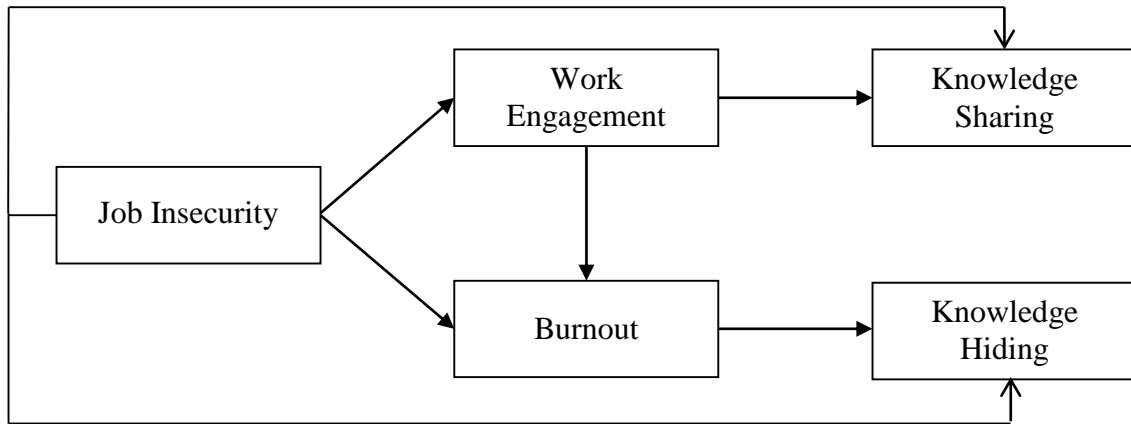 Work
Engagement
Knowledge
Sharing
Job Insecurity
Burnout
Knowledge
Hiding